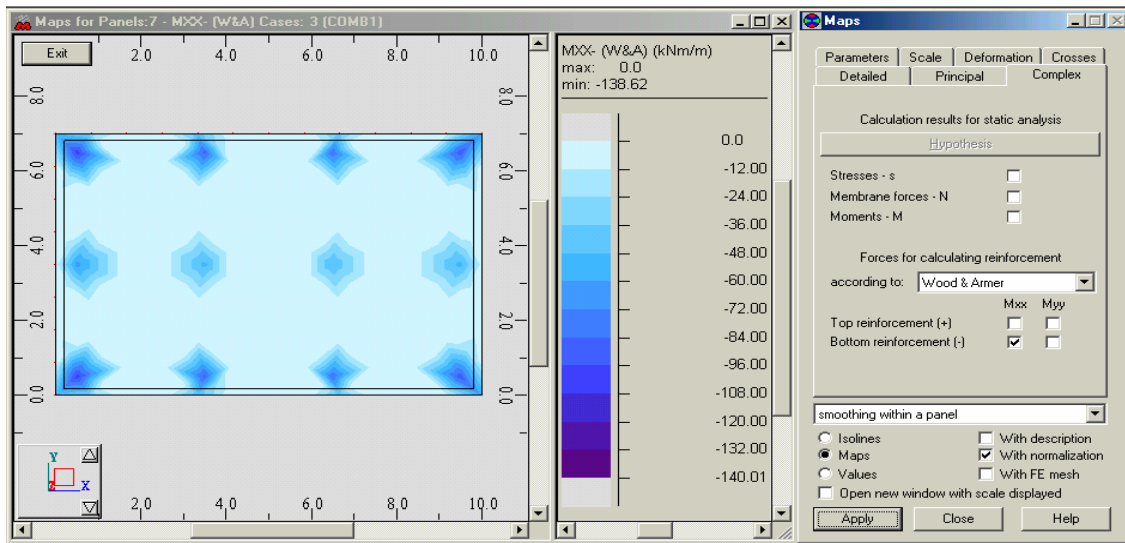 Maps for Panels:7 - MXX- (W&A) Cases: 3 (COMB1)
Exit
2.0 4.0 6.0 8.0 10.0
8.0
6.0
4.0
2.0
0.0
8.0
6.0
4.0
2.0
0.0
Y
X
2.0 4.0 6.0 8.0 10.0
MXX- (W&A) (kNm/m)
max: 0.0
min: -138.62
0.0
-12.00
-24.00
-36.00
-48.00
-60.00
-72.00
-84.00
-96.00
-108.00
-120.00
-132.00
-140.01
Maps
Parameters Scale Deformation Crosses
Detailed Principal Complex
Calculation results for static analysis
Hypothesis
Stresses - s
Membrane forces - N
Moments - M
Forces for calculating reinforcement
according to: Wood & Armer
Mxx Myy
Top reinforcement (+)
Bottom reinforcement (-)
smoothing within a panel
Isolines With description
Maps With normalization
Values With FE mesh
Open new window with scale displayed
Apply Close Help